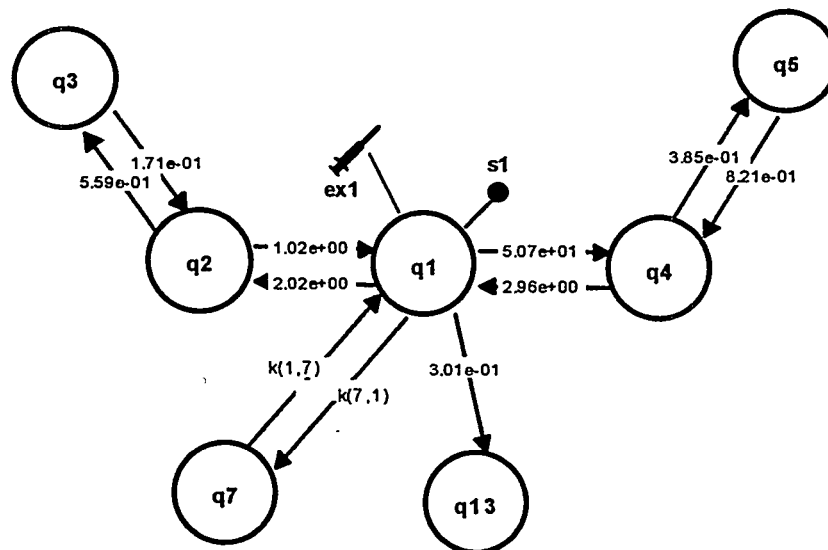 q3
q5
1.71e-01
5.59e-01
ex1
s1
3.85e-01
8.21e-01
q2
1.02e+00
2.02e+00
q1
5.07e+01
2.96e+00
q4
k(1,7)
k(7,1)
3.01e-01
q7
q13